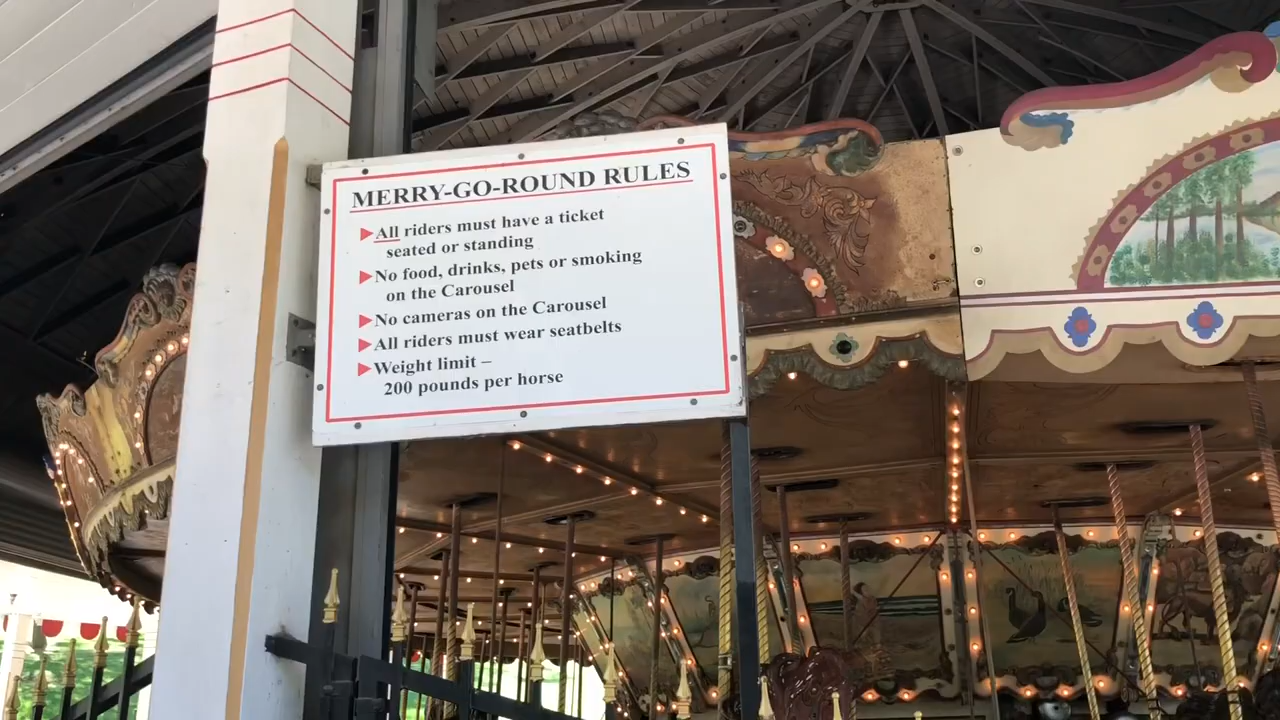 MERRY-GO-ROUND RULES
All riders must have a ticket
seated or standing
No food, drinks, pets or smoking
on the Carousel
No cameras on the Carousel
All riders must wear seatbelts
Weight limit –
200 pounds per horse